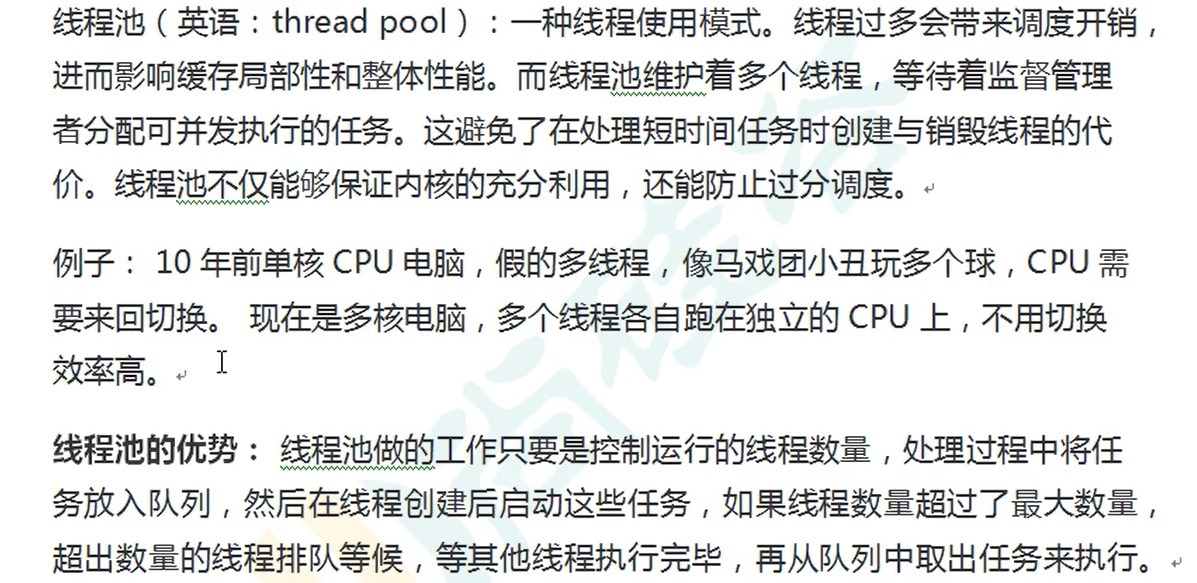 线程池（英语：thread pool）：一种线程使用模式。线程过多会带来调度开销，
进而影响缓存局部性和整体性能。而线程池维护着多个线程，等待着监督管理
者分配可并发执行的任务。这避免了在处理短时间任务时创建与销毁线程的代
价。线程池不仅能够保证内核的充分利用，还能防止过分调度。
例子： 10 年前单核 CPU 电脑，假的多线程，像马戏团小丑玩多个球，CPU 需
要来回切换。 现在是多核电脑，多个线程各自跑在独立的 CPU 上，不用切换
效率高。
线程池的优势： 线程池做的工作只要是控制运行的线程数量，处理过程中将任
务放入队列，然后在线程创建后启动这些任务，如果线程数量超过了最大数量，
超出数量的线程排队等候，等其他线程执行完毕，再从队列中取出任务来执行。
尚硅谷